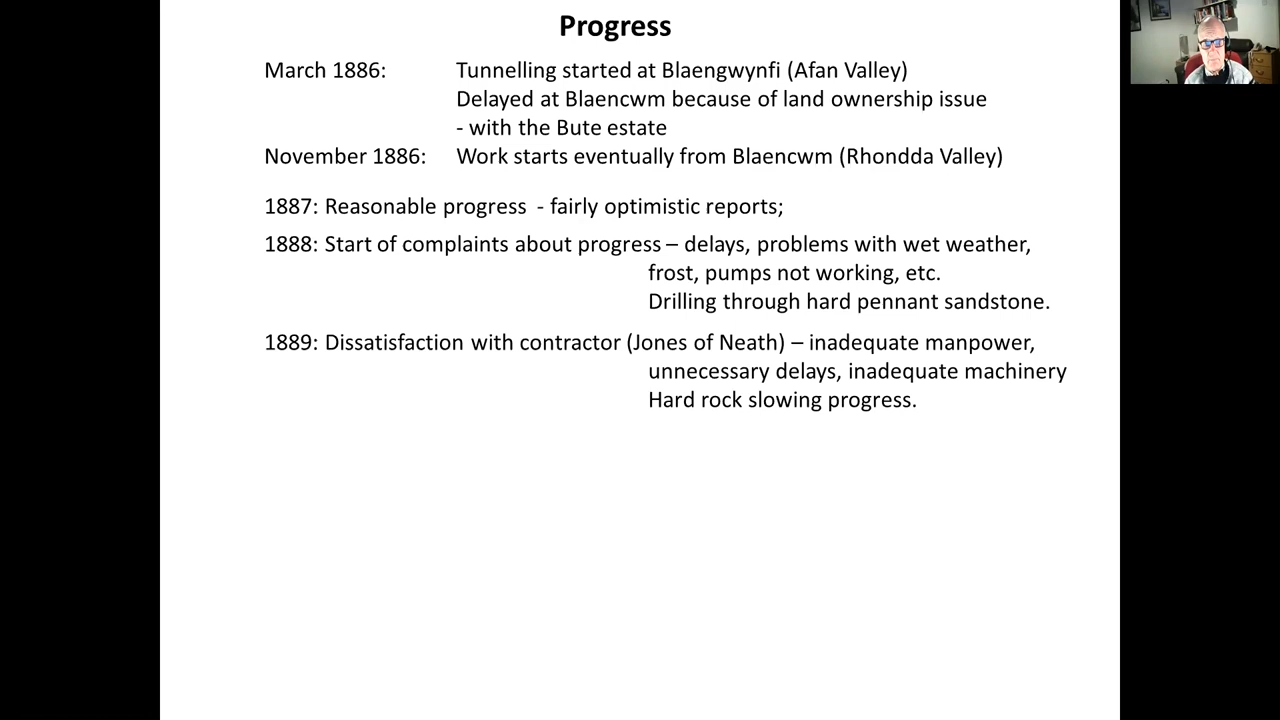 Progress
March 1886: Tunnelling started at Blaengwynfi (Afan Valley)
Delayed at Blaencwm because of land ownership issue
- with the Bute estate
November 1886: Work starts eventually from Blaencwm (Rhondda Valley)
1887: Reasonable progress - fairly optimistic reports;
1888: Start of complaints about progress – delays, problems with wet weather,
frost, pumps not working, etc.
Drilling through hard pennant sandstone.
1889: Dissatisfaction with contractor (Jones of Neath) – inadequate manpower,
unnecessary delays, inadequate machinery
Hard rock slowing progress.